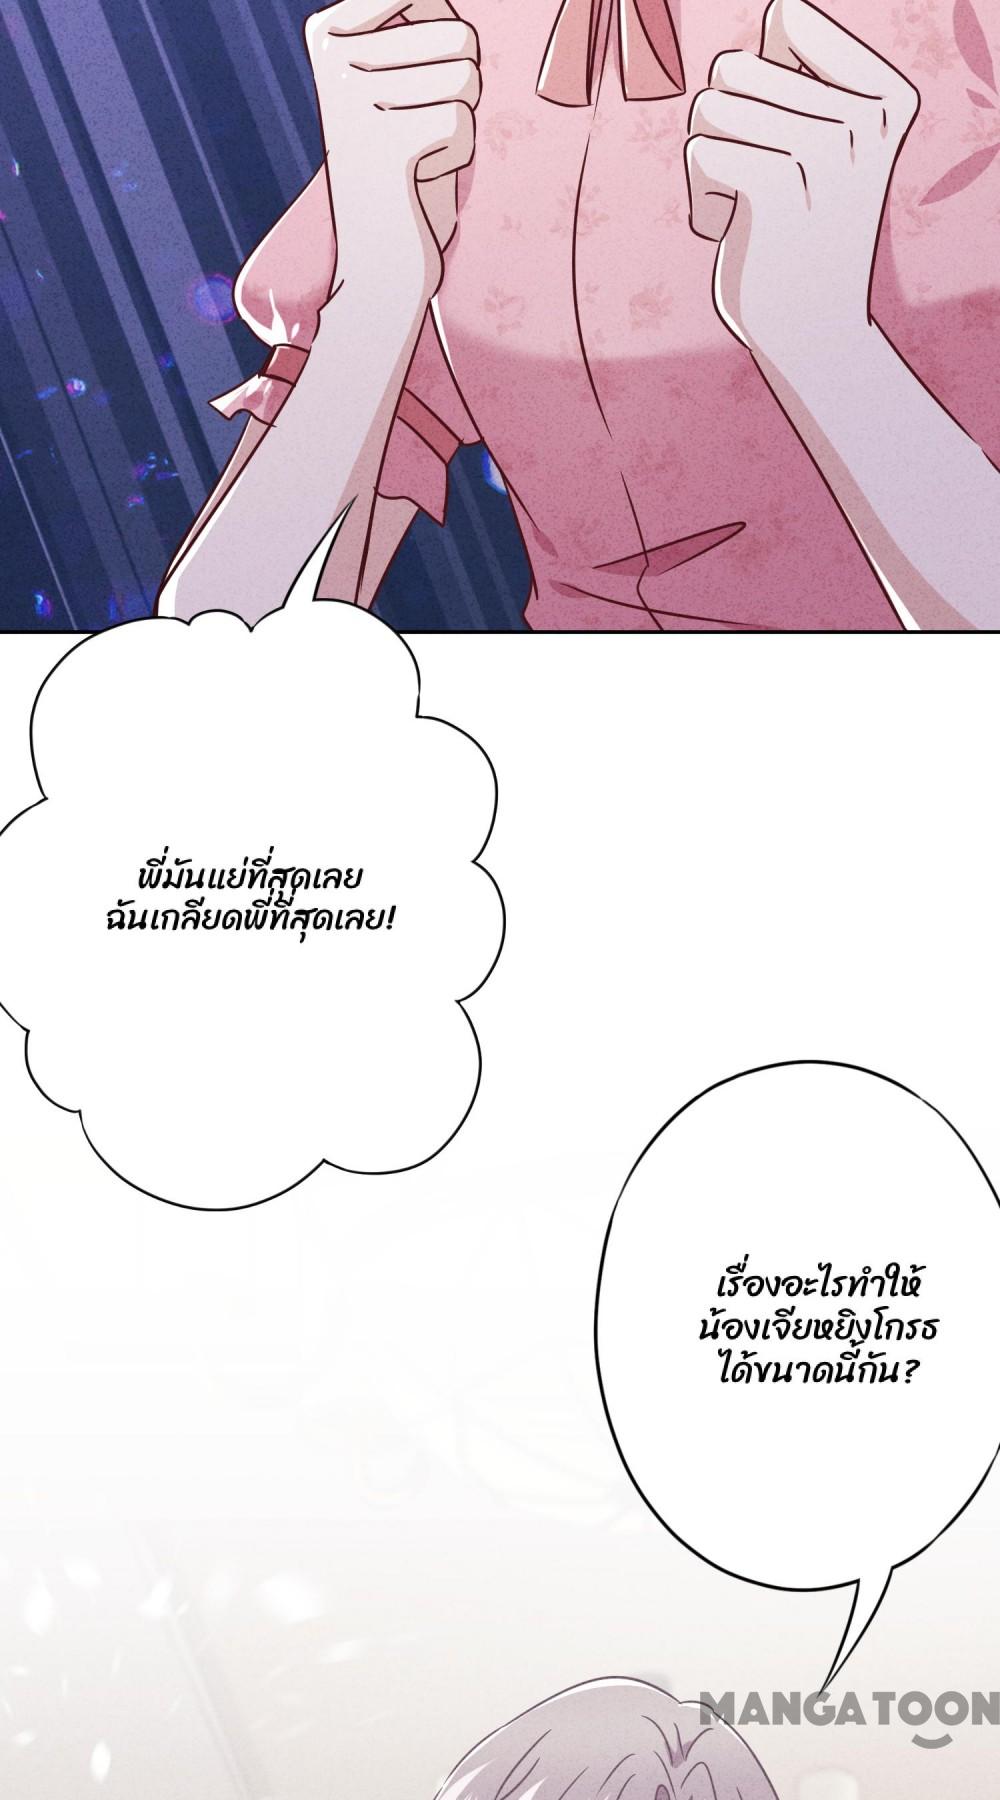 พี่มันแย่ที่สุดเลย
ฉันเกลียดพี่ที่สุดเลย!
เรื่องอะไรทำให้
น้องเจียหยิงโกรธ
ได้ขนาดนี้กัน?
MANGATOON